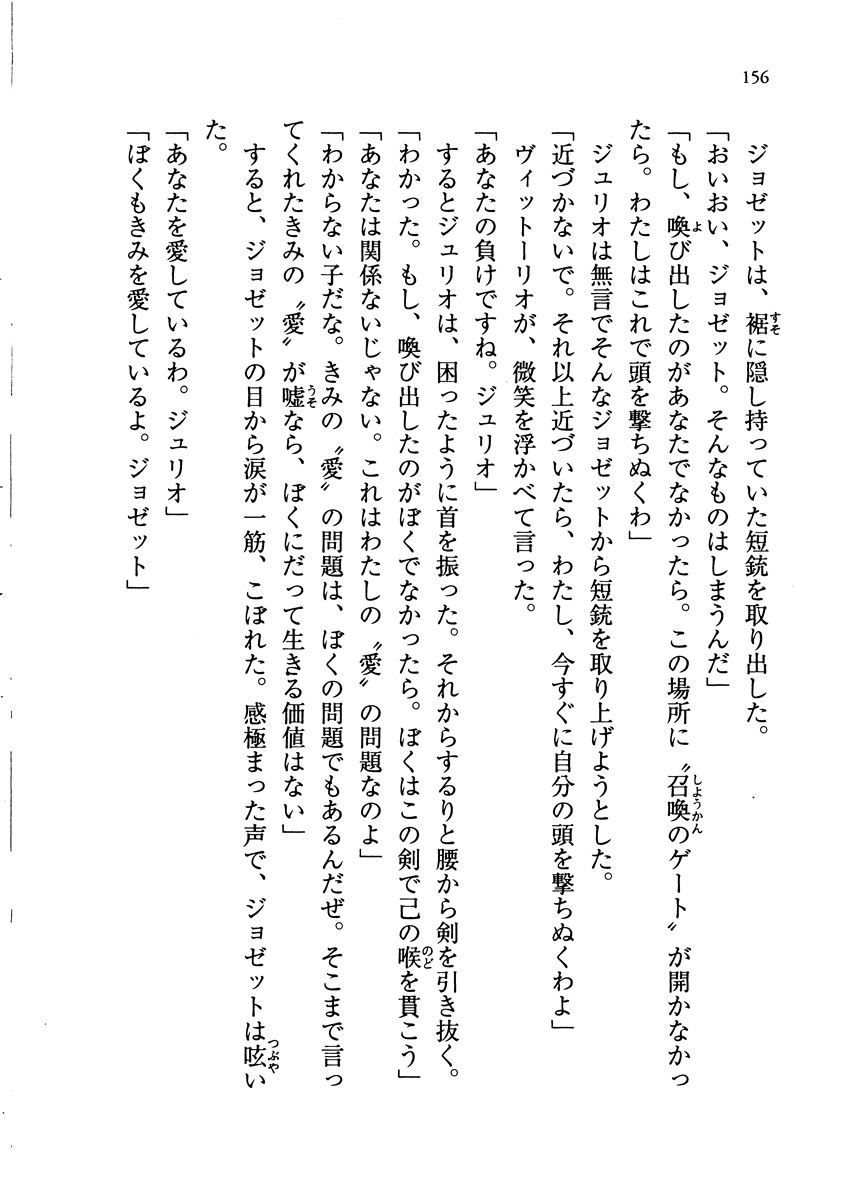 156
ジョゼットは、裾に隠し持っていた短銃を取り出した。
「おいおい、ジョゼット。そんなものはしまうんだ」
「もし、喚び出したのがあなたでなかったら。この場所に〝召喚のゲート〟が開かなかっ
たら。わたしはこれで頭を撃ちぬくわ」
ジュリオは無言でそんなジョゼットから短銃を取り上げようとした。
「近づかないで。それ以上近づいたら、わたし、今すぐに自分の頭を撃ちぬくわよ」
ヴィットーリオが、微笑を浮かべて言った。
「あなたの負けですね。ジュリオ」
するとジュリオは、困ったように首を振った。それからするりと腰から剣を引き抜く。
「わかった。もし、喚び出したのがぼくでなかったら。ぼくはこの剣で己の喉を貫こう」
「あなたは関係ないじゃない。これはわたしの〝愛〟の問題なのよ」
「わからない子だな。きみの〝愛〟の問題は、ぼくの問題でもあるんだぜ。そこまで言っ
てくれたきみの〝愛〟が嘘なら、ぼくにだって生きる価値はない」
すると、ジョゼットの目から涙が一筋、こぼれた。感極まった声で、ジョゼットは呟い
た。
「あなたを愛しているわ。ジュリオ」
「ぼくもきみを愛しているよ。ジョゼット」